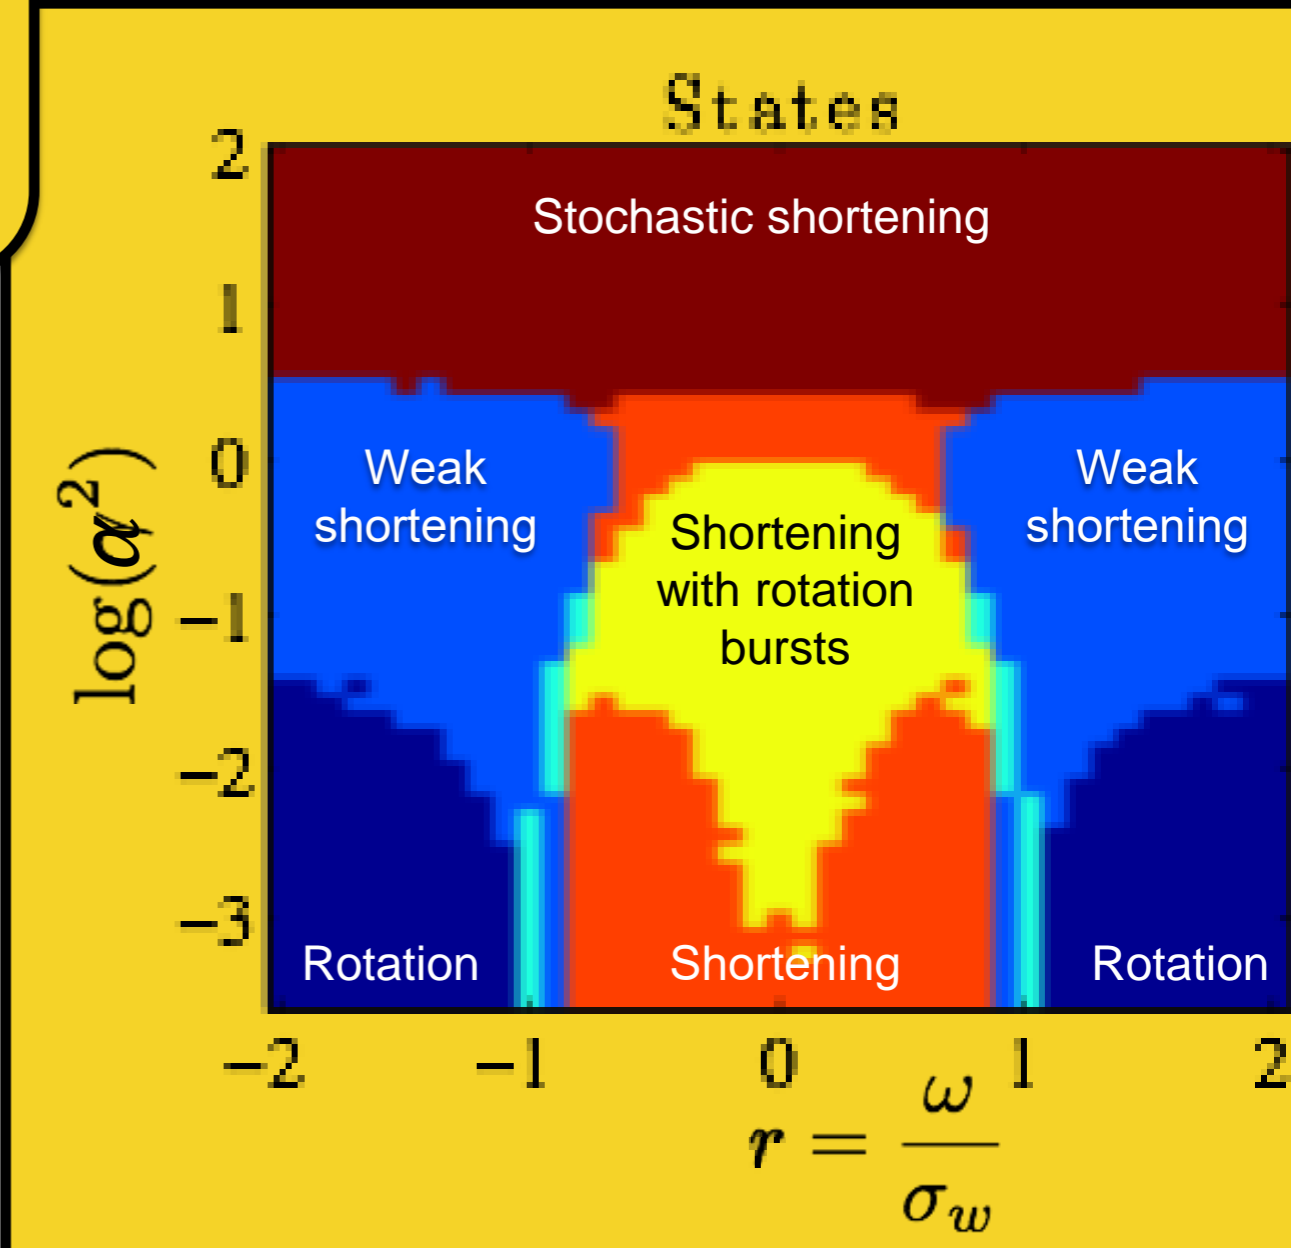 States
2
1
0
−1
−2
−3
log(α²)
Stochastic shortening
Weak
shortening
Shortening
with rotation
bursts
Weak
shortening
Rotation
Shortening
Rotation
−2 −1 0 1 2
r = ω / σ_w